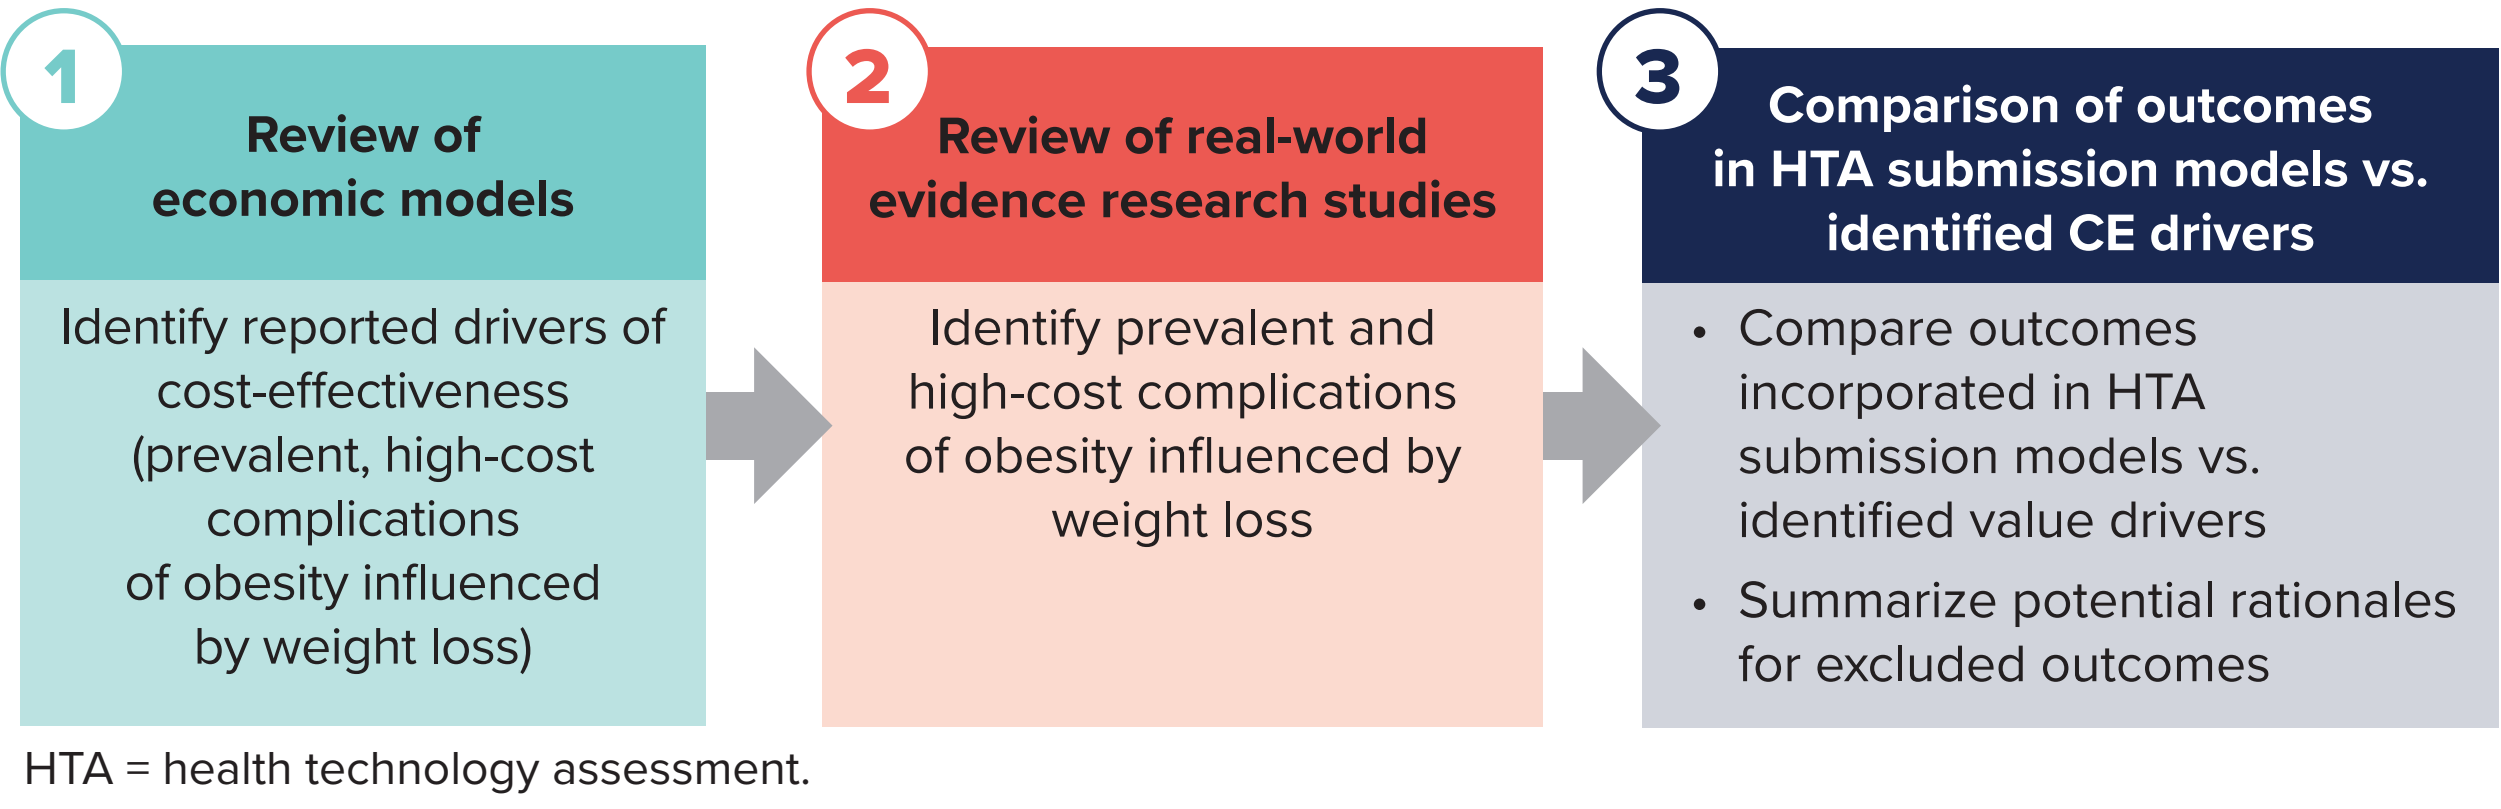 1
Review of
economic models
Identify reported drivers of
cost-effectiveness
(prevalent, high-cost
complications
of obesity influenced
by weight loss)
2
Review of real-world
evidence research studies
Identify prevalent and
high-cost complications
of obesity influenced by
weight loss
3
Comparison of outcomes
in HTA submission models vs.
identified CE drivers
• Compare outcomes
incorporated in HTA
submission models vs.
identified value drivers
• Summarize potential rationales
for excluded outcomes
HTA = health technology assessment.